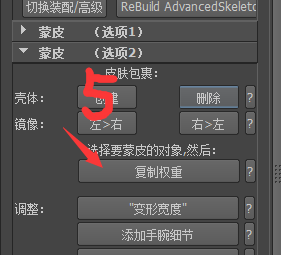 切换装配/高级 ReBuild AdvancedSkeleto
蒙皮 （选项1）
蒙皮 （选项2）
皮肤包裹:
壳体: 创建 删除 ?
5
镜像: 左>右 右>左 ?
选择要蒙皮的对象,然后:
复制权重 ?
调整: "变形宽度" ?
添加手腕细节 ?